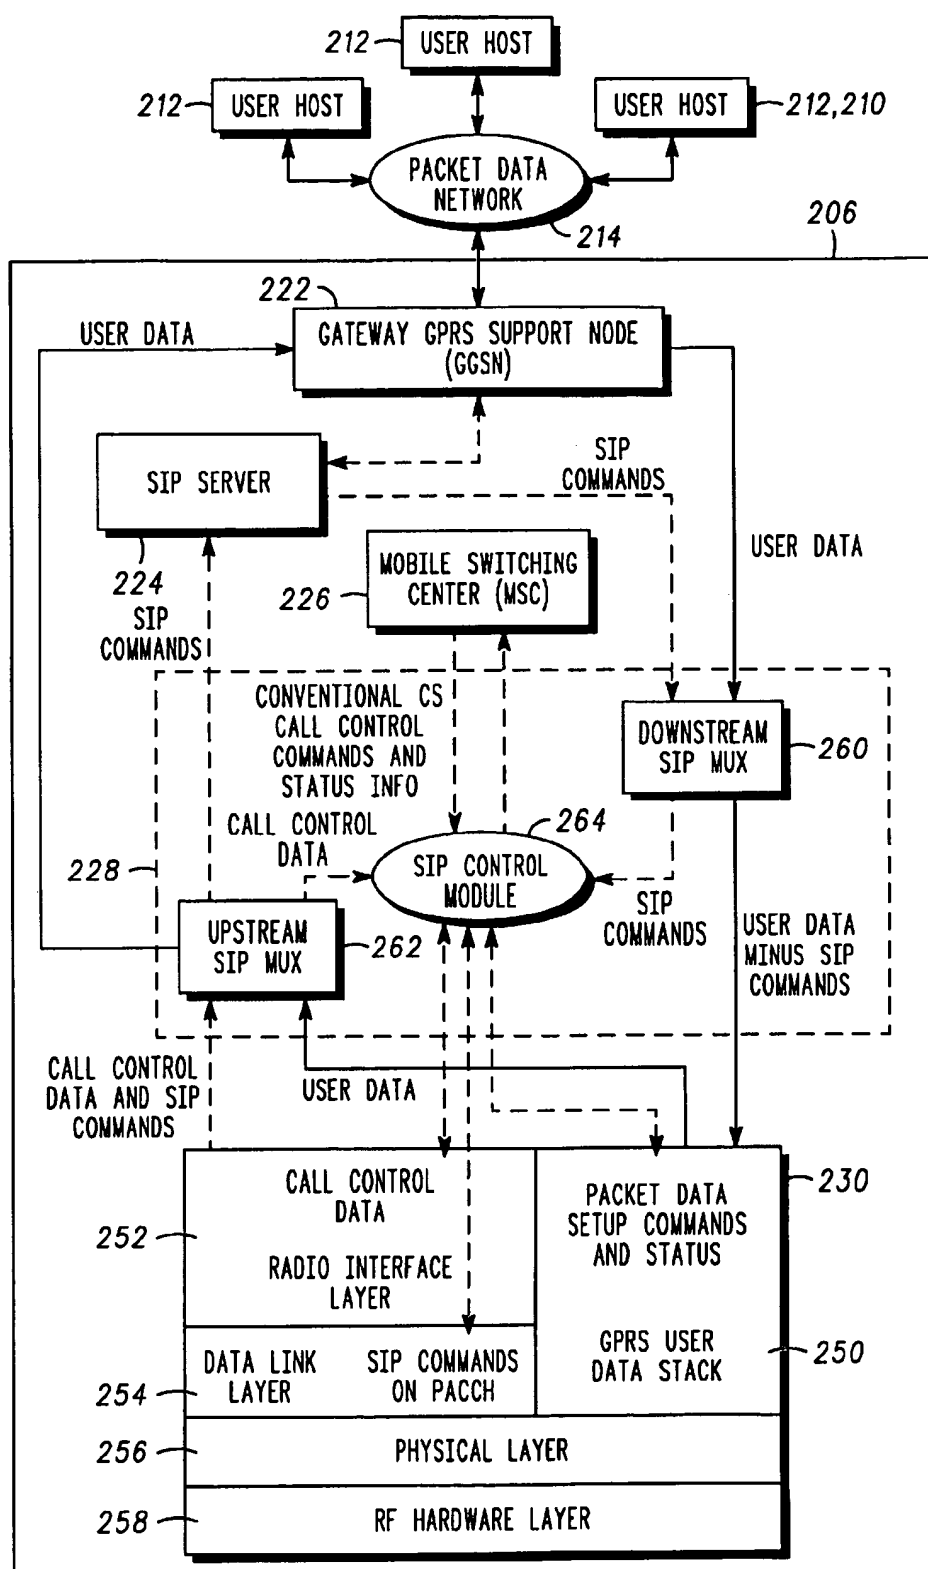 212
USER HOST
212
USER HOST
USER HOST
212,210
PACKET DATA
NETWORK
214
206
222
USER DATA
GATEWAY GPRS SUPPORT NODE
(GGSN)
SIP SERVER
SIP
COMMANDS
224
226
MOBILE SWITCHING
CENTER (MSC)
USER DATA
SIP
COMMANDS
CONVENTIONAL CS
CALL CONTROL
COMMANDS AND
STATUS INFO
DOWNSTREAM
SIP MUX
260
CALL CONTROL
DATA
264
228
SIP CONTROL
MODULE
SIP
COMMANDS
UPSTREAM
SIP MUX
262
USER DATA
MINUS SIP
COMMANDS
CALL CONTROL
DATA AND SIP
COMMANDS
USER DATA
230
CALL CONTROL
DATA
PACKET DATA
SETUP COMMANDS
AND STATUS
252
RADIO INTERFACE
LAYER
GPRS USER
DATA STACK
250
DATA LINK
LAYER
SIP COMMANDS
ON PACCH
254
256
PHYSICAL LAYER
258
RF HARDWARE LAYER